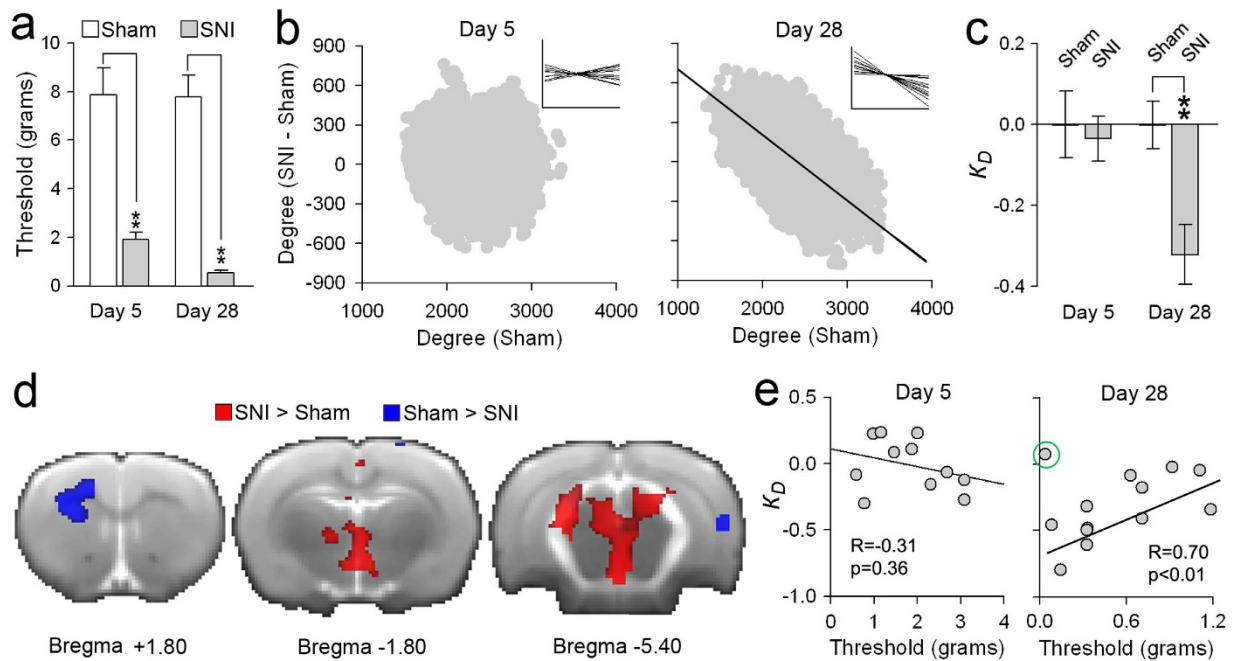 a
Sham
SNI
Threshold (grams)
10
8
6
4
2
0
**
**
Day 5
Day 28
b
Day 5
Day 28
Degree (SNI - Sham)
900
600
300
0
-300
-600
-900
1000
2000
3000
4000
1000
2000
3000
4000
Degree (Sham)
Degree (Sham)
c
Sham
SNI
Sham
SNI
KD
0.2
0.0
-0.2
-0.4
**
Day 5
Day 28
d
SNI > Sham
Sham > SNI
Bregma +1.80
Bregma -1.80
Bregma -5.40
e
Day 5
Day 28
KD
0.5
0.0
-0.5
-1.0
R=-0.31
p=0.36
R=0.70
p<0.01
0
1
2
3
4
0.0
0.6
1.2
Threshold (grams)
Threshold (grams)